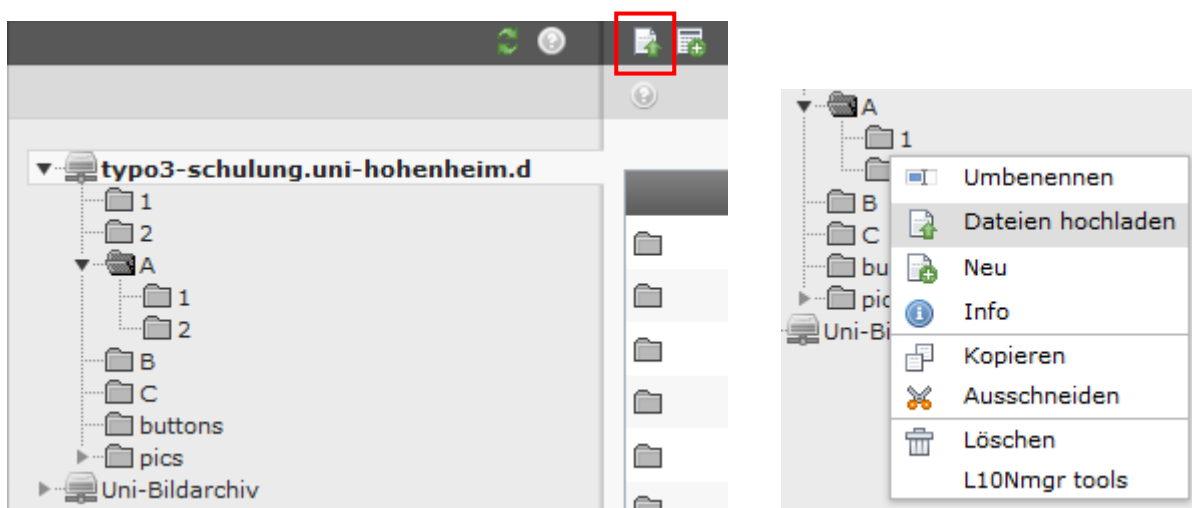 typo3-schulung.uni-hohenheim.d
1
2
A
1
2
B
C
buttons
pics
Uni-Bildarchiv
A
1
B
C
bu
pic
Uni-Bi
Umbenennen
Dateien hochladen
Neu
Info
Kopieren
Ausschneiden
Löschen
L10Nmgr tools